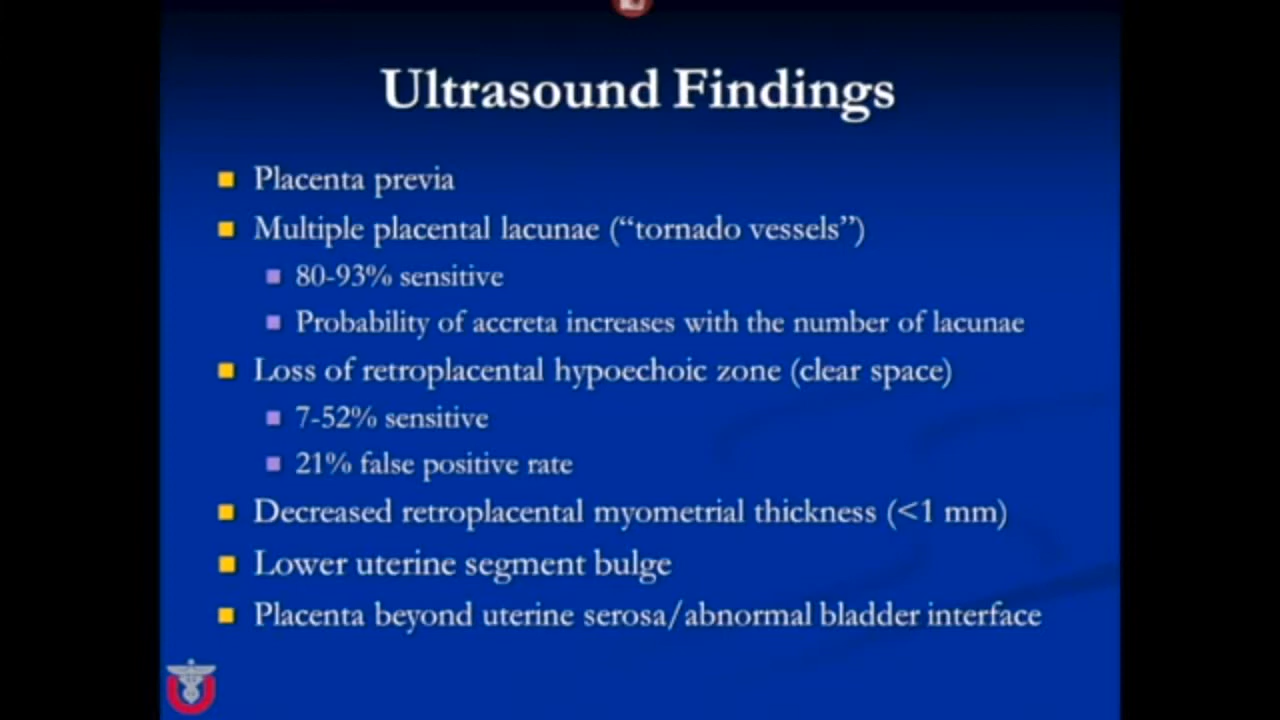 Ultrasound Findings
Placenta previa
Multiple placental lacunae (“tornado vessels”)
80-93% sensitive
Probability of accreta increases with the number of lacunae
Loss of retroplacental hypoechoic zone (clear space)
7-52% sensitive
21% false positive rate
Decreased retroplacental myometrial thickness (<1 mm)
Lower uterine segment bulge
Placenta beyond uterine serosa/abnormal bladder interface